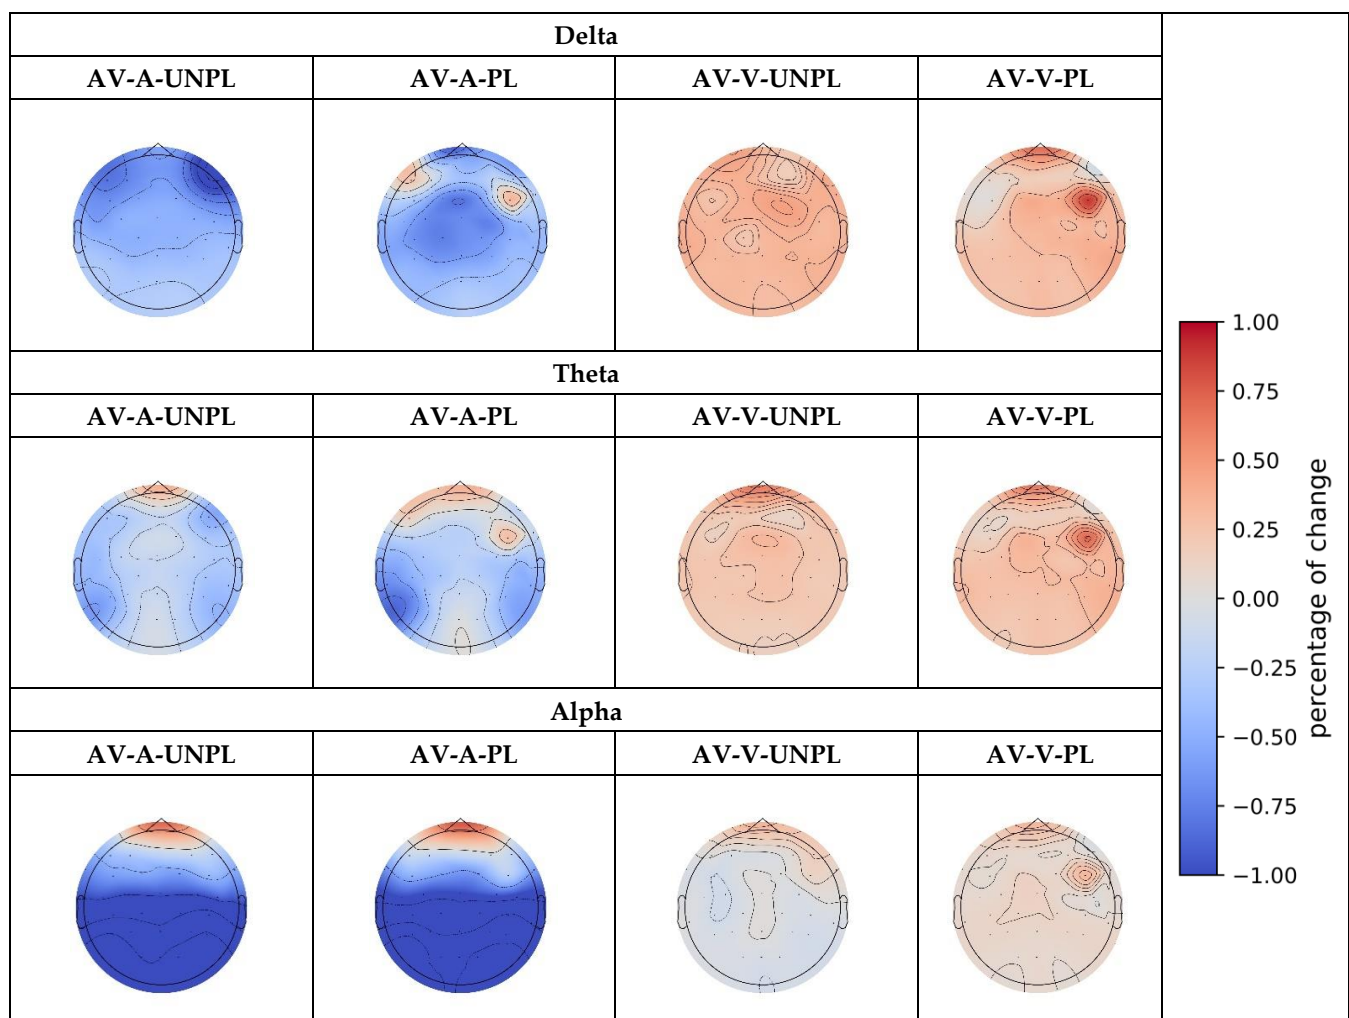 Delta
AV-A-UNPL AV-A-PL AV-V-UNPL AV-V-PL
Theta
AV-A-UNPL AV-A-PL AV-V-UNPL AV-V-PL
Alpha
AV-A-UNPL AV-A-PL AV-V-UNPL AV-V-PL
1.00
0.75
0.50
0.25
0.00
−0.25
−0.50
−0.75
−1.00
percentage of change